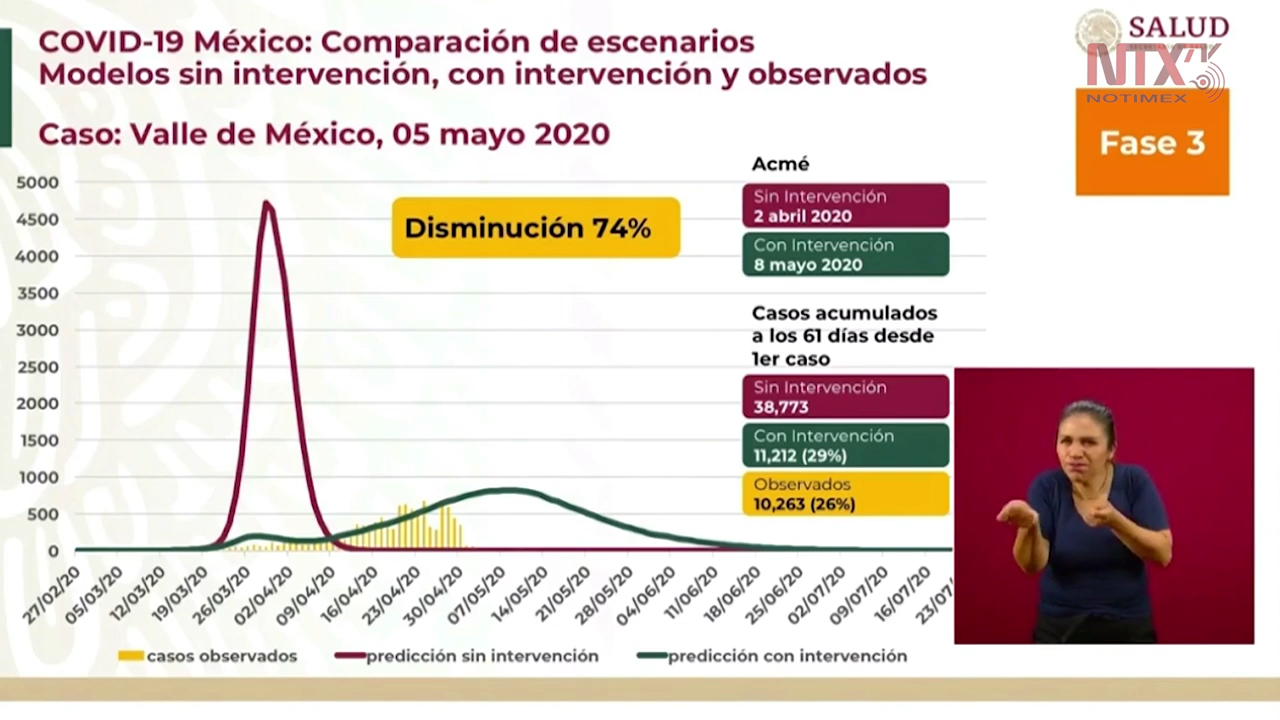 COVID-19 México: Comparación de escenarios
Modelos sin intervención, con intervención y observados
Caso: Valle de México, 05 mayo 2020
SALUD
NTX
NOTIMEX
Fase 3
Disminución 74%
Acmé
Sin Intervención
2 abril 2020
Con Intervención
8 mayo 2020
Casos acumulados
a los 61 días desde
1er caso
Sin Intervención
38,773
Con Intervención
11,212 (29%)
Observados
10,263 (26%)
5000
4500
4000
3500
3000
2500
2000
1500
1000
500
0
27/02/20
05/03/20
12/03/20
19/03/20
26/03/20
02/04/20
09/04/20
16/04/20
23/04/20
30/04/20
07/05/20
14/05/20
21/05/20
28/05/20
04/06/20
11/06/20
18/06/20
25/06/20
02/07/20
09/07/20
16/07/20
23/07
casos observados
predicción sin intervención
predicción con intervención